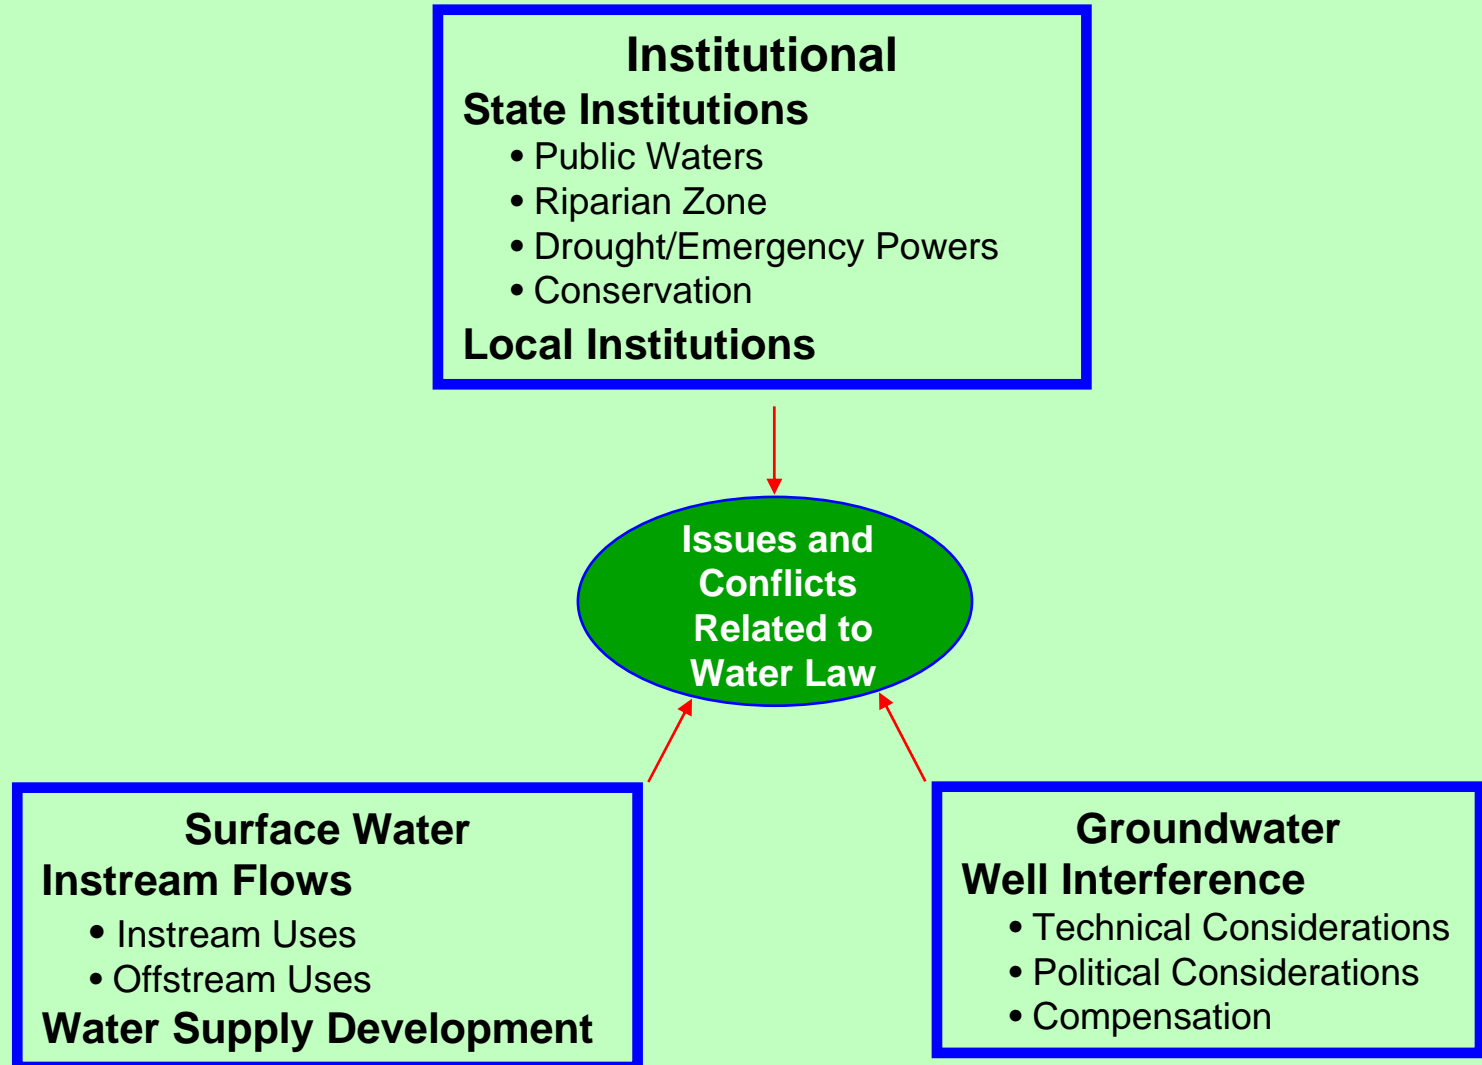 Institutional
State Institutions
• Public Waters
• Riparian Zone
• Drought/Emergency Powers
• Conservation
Local Institutions
Issues and
Conflicts
Related to
Water Law
Surface Water
Instream Flows
• Instream Uses
• Offstream Uses
Water Supply Development
Groundwater
Well Interference
• Technical Considerations
• Political Considerations
• Compensation